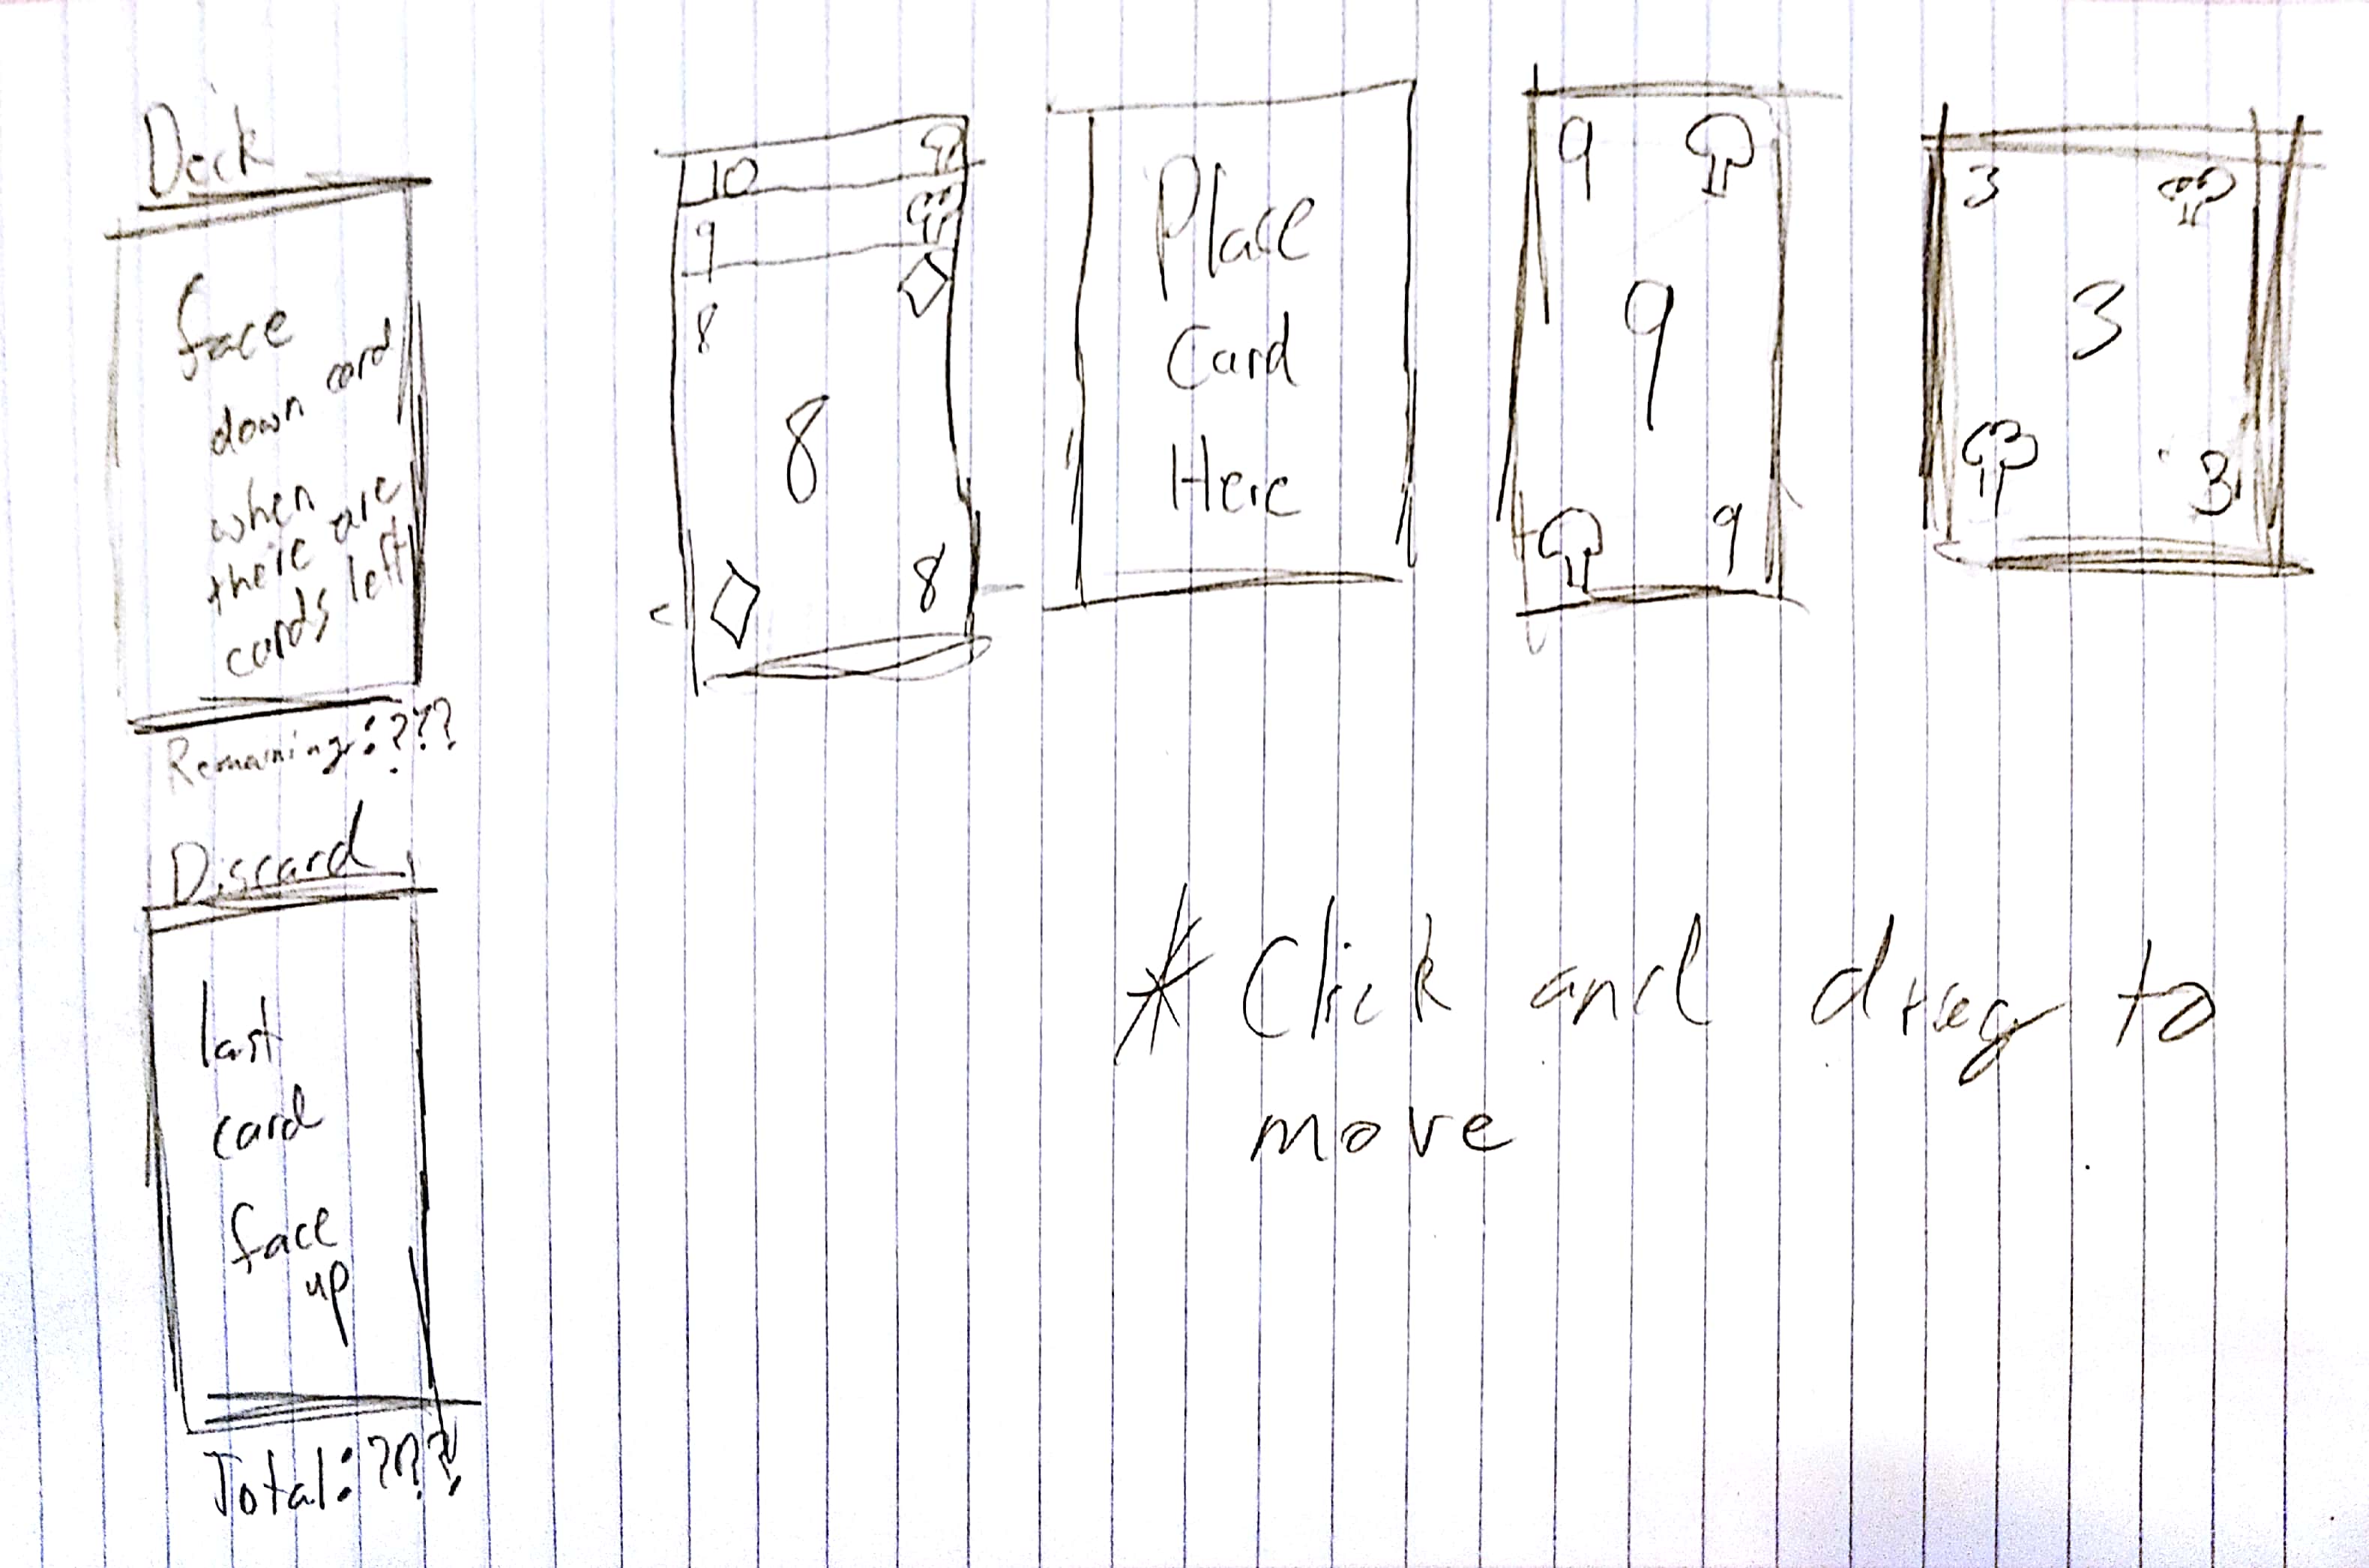 Deck
face
down card
when
there are
cards left
Remaining: ???
Discard
last
card
face
up
Total: ???
10
9
8
8
8
Place
Card
Here
9
9
9
3
3
3
* Click and drag to
move